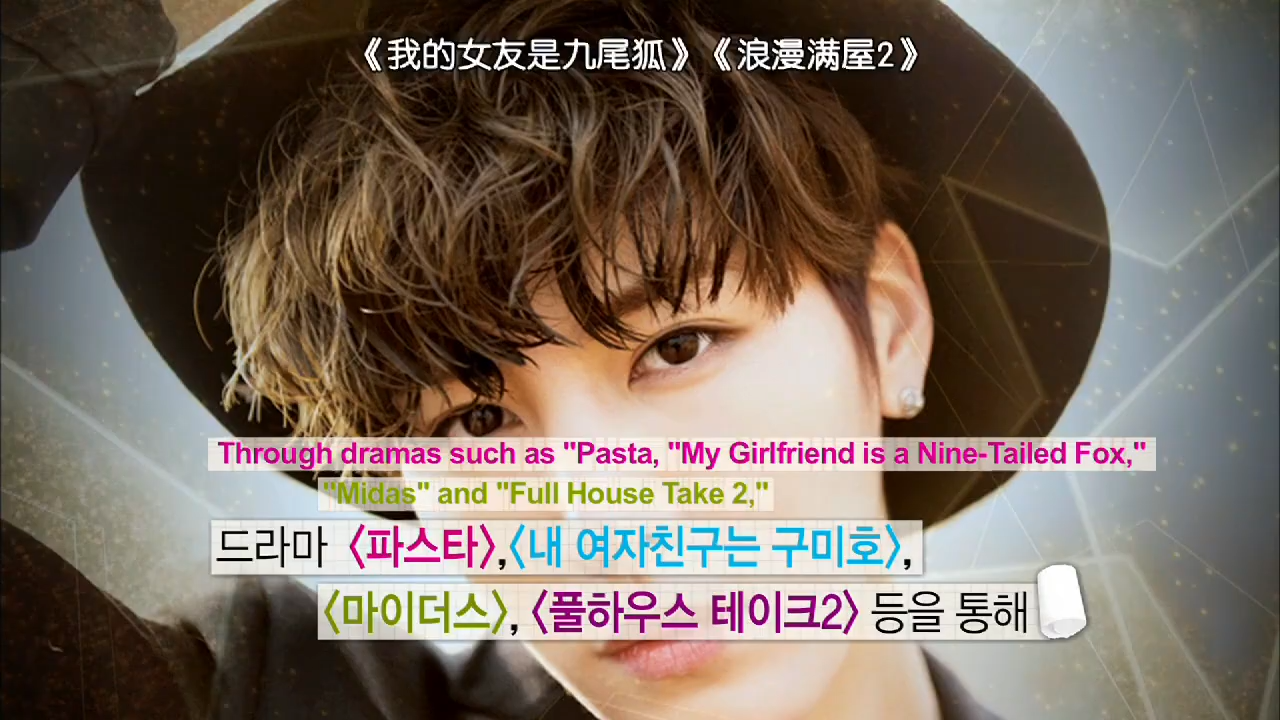 《我的女友是九尾狐》《浪漫满屋2》
Through dramas such as "Pasta, "My Girlfriend is a Nine-Tailed Fox,"
"Midas" and "Full House Take 2,"
드라마 〈파스타〉,〈내 여자친구는 구미호〉,
〈마이더스〉, 〈풀하우스 테이크2〉 등을 통해